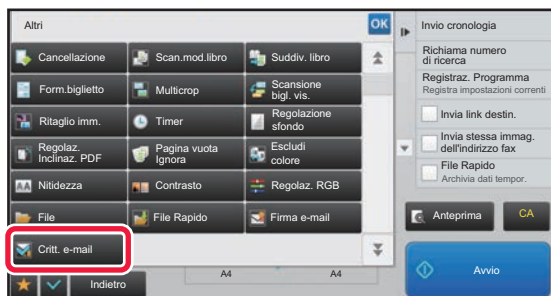 Altri
OK
Cancellazione
Scan.mod.libro
Suddiv. libro
Form.biglietto
Multicrop
Scansione
bigl. vis.
Ritaglio imm.
Timer
Regolazione
sfondo
Regolaz.
Inclinaz. PDF
Pagina vuota
Ignora
Escludi
colore
Nitidezza
Contrasto
Regolaz. RGB
File
File Rapido
Firma e-mail
Critt. e-mail
Indietro
A4
A4
Invio cronologia
Richiama numero
di ricerca
Registraz. Programma
Registra impostazioni correnti
Invia link destin.
Invia stessa immag.
dell'indirizzo fax
File Rapido
Archivia dati tempor.
Anteprima
CA
Avvio